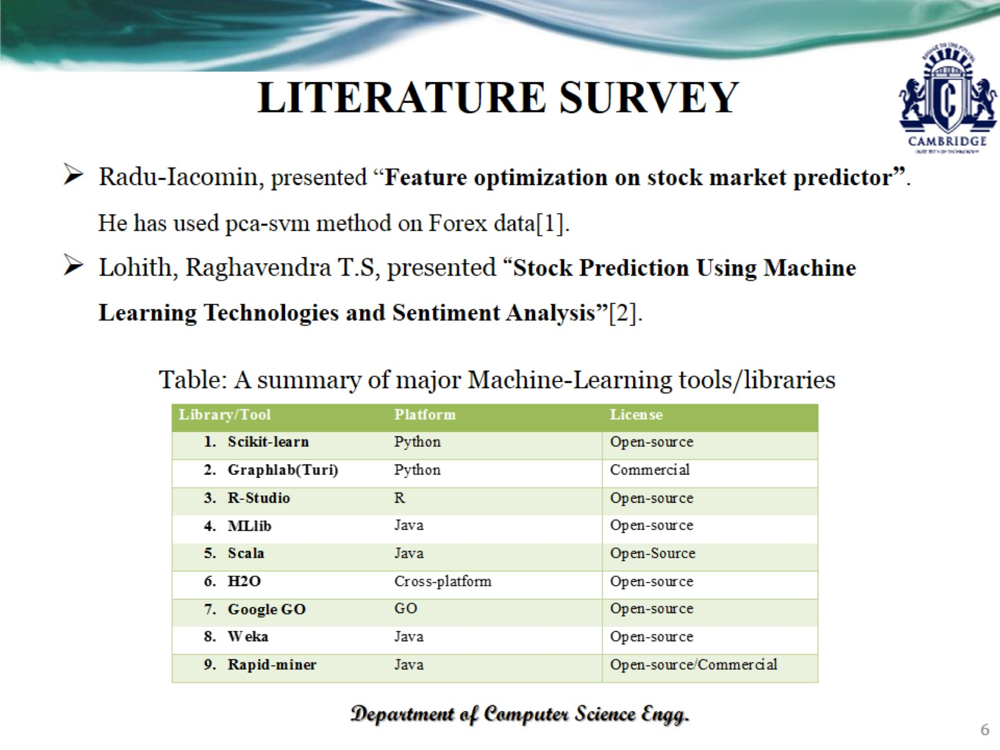 LITERATURE SURVEY
CAMBRIDGE
➢ Radu-Iacomin, presented “Feature optimization on stock market predictor”.
He has used pca-svm method on Forex data[1].
➢ Lohith, Raghavendra T.S, presented “Stock Prediction Using Machine
Learning Technologies and Sentiment Analysis”[2].
Table: A summary of major Machine-Learning tools/libraries
Library/Tool Platform License
1. Scikit-learn Python Open-source
2. Graphlab(Turi) Python Commercial
3. R-Studio R Open-source
4. MLlib Java Open-source
5. Scala Java Open-Source
6. H2O Cross-platform Open-source
7. Google GO GO Open-source
8. Weka Java Open-source
9. Rapid-miner Java Open-source/Commercial
Department of Computer Science Engg.
6